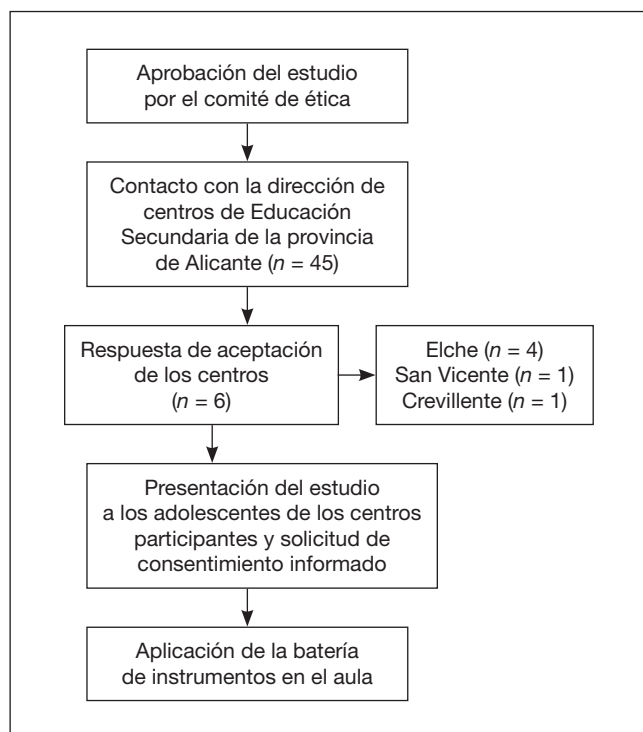 Aprobación del estudio
por el comité de ética
Contacto con la dirección de
centros de Educación
Secundaria de la provincia
de Alicante (n = 45)
Respuesta de aceptación
de los centros
(n = 6)
Elche (n = 4)
San Vicente (n = 1)
Crevillente (n = 1)
Presentación del estudio
a los adolescentes de los centros
participantes y solicitud de
consentimiento informado
Aplicación de la batería
de instrumentos en el aula